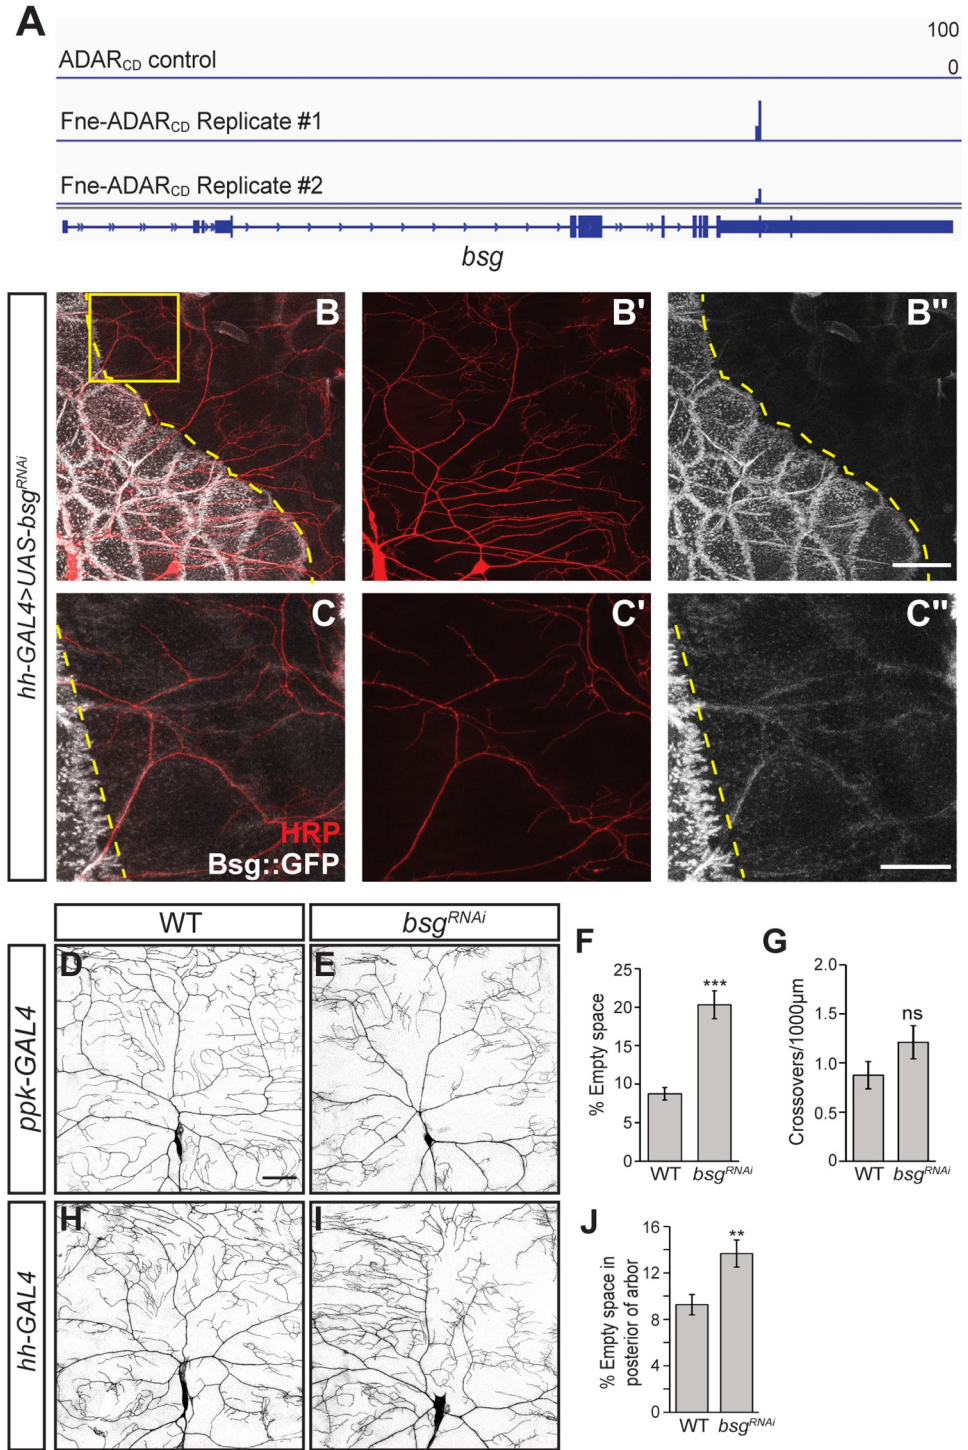 A
100
ADARCD control
0
Fne-ADARCD Replicate #1
Fne-ADARCD Replicate #2
bsg
hh-GAL4>UAS-bsgRNAi
B
B'
B"
C
C'
C"
HRP
Bsg::GFP
WT
bsgRNAi
ppk-GAL4
D
E
F
% Empty space
25
20
15
10
5
0
***
WT
bsgRNAi
G
Crossovers/1000µm
2.0
1.5
1.0
0.5
0
ns
WT
bsgRNAi
hh-GAL4
H
I
J
% Empty space in
posterior of arbor
16
12
8
4
0
**
WT
bsgRNAi